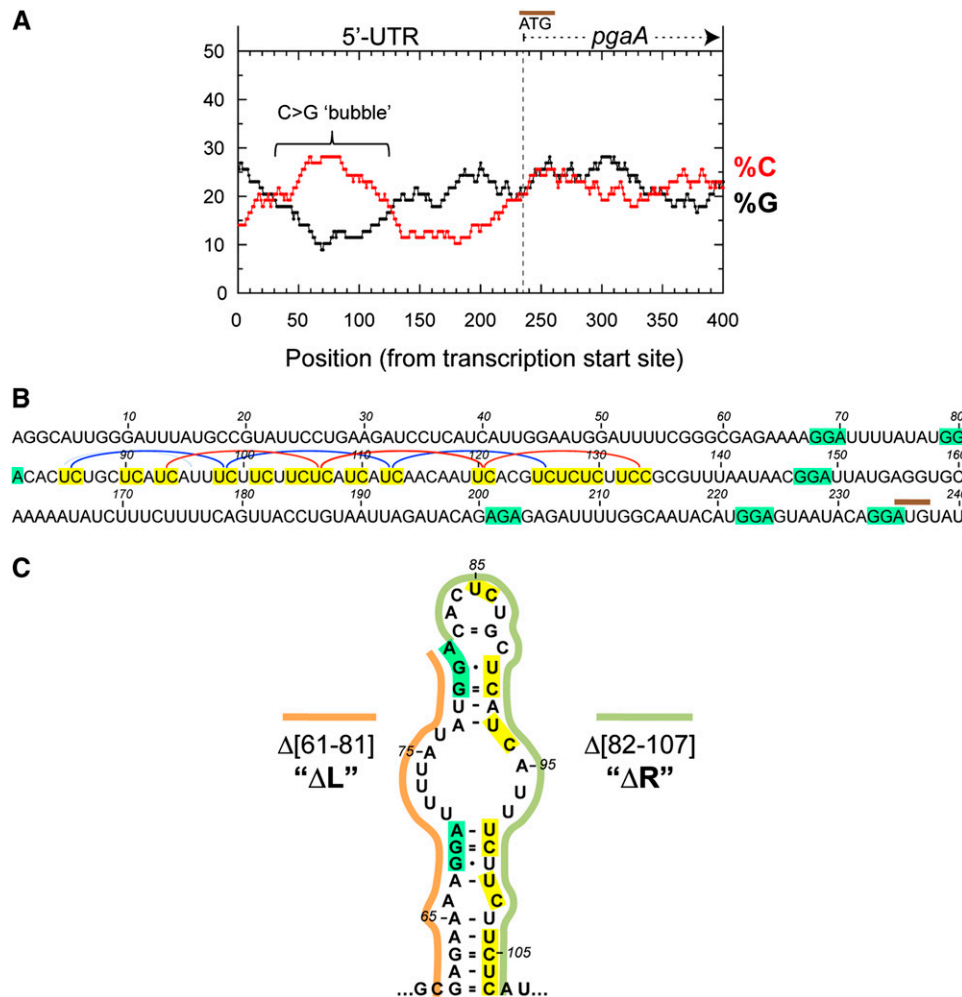 A
ATG
5'-UTR
pgaA
50
40
30
20
10
0
C>G 'bubble'
%C
%G
0 50 100 150 200 250 300 350 400
Position (from transcription start site)
B
10 20 30 40 50 60 70 80
AGGCAUUGGGAUUUAUGCCGUAUUCCUGAAGAUCCUCAUCAUUGGAAUGGAUUUUCGGGCGAGAAAAGGAUUUUAUAUGG
90 100 110 120 130 140 150 160
ACACUCUGCUCAUCAUUUCUUCUUCUCAUCAUCAACAAUUCACGUCUCUCUUCCGCGUUUAAUAACGGAUUAUGAGGUGC
170 180 190 200 210 220 230 240
AAAAAUAUCUUUCUUUUCAGUUACCUGUAAUUAGAUACAGAGAGAGAUUUUGGCAAUACAUGGAGUAAUACAGGAUGUAU
C
85
U
C C
A U
C = G
A C
G · U
G = C
U - A
A - U
U C
75 - A A - 95
U U
U U
U
U
A - U
G = C
G · U
A - U
A C
65 - A - U
A - U
G = C - 105
A - U
...G C G = C A U...
Δ[61-81]
"ΔL"
Δ[82-107]
"ΔR"